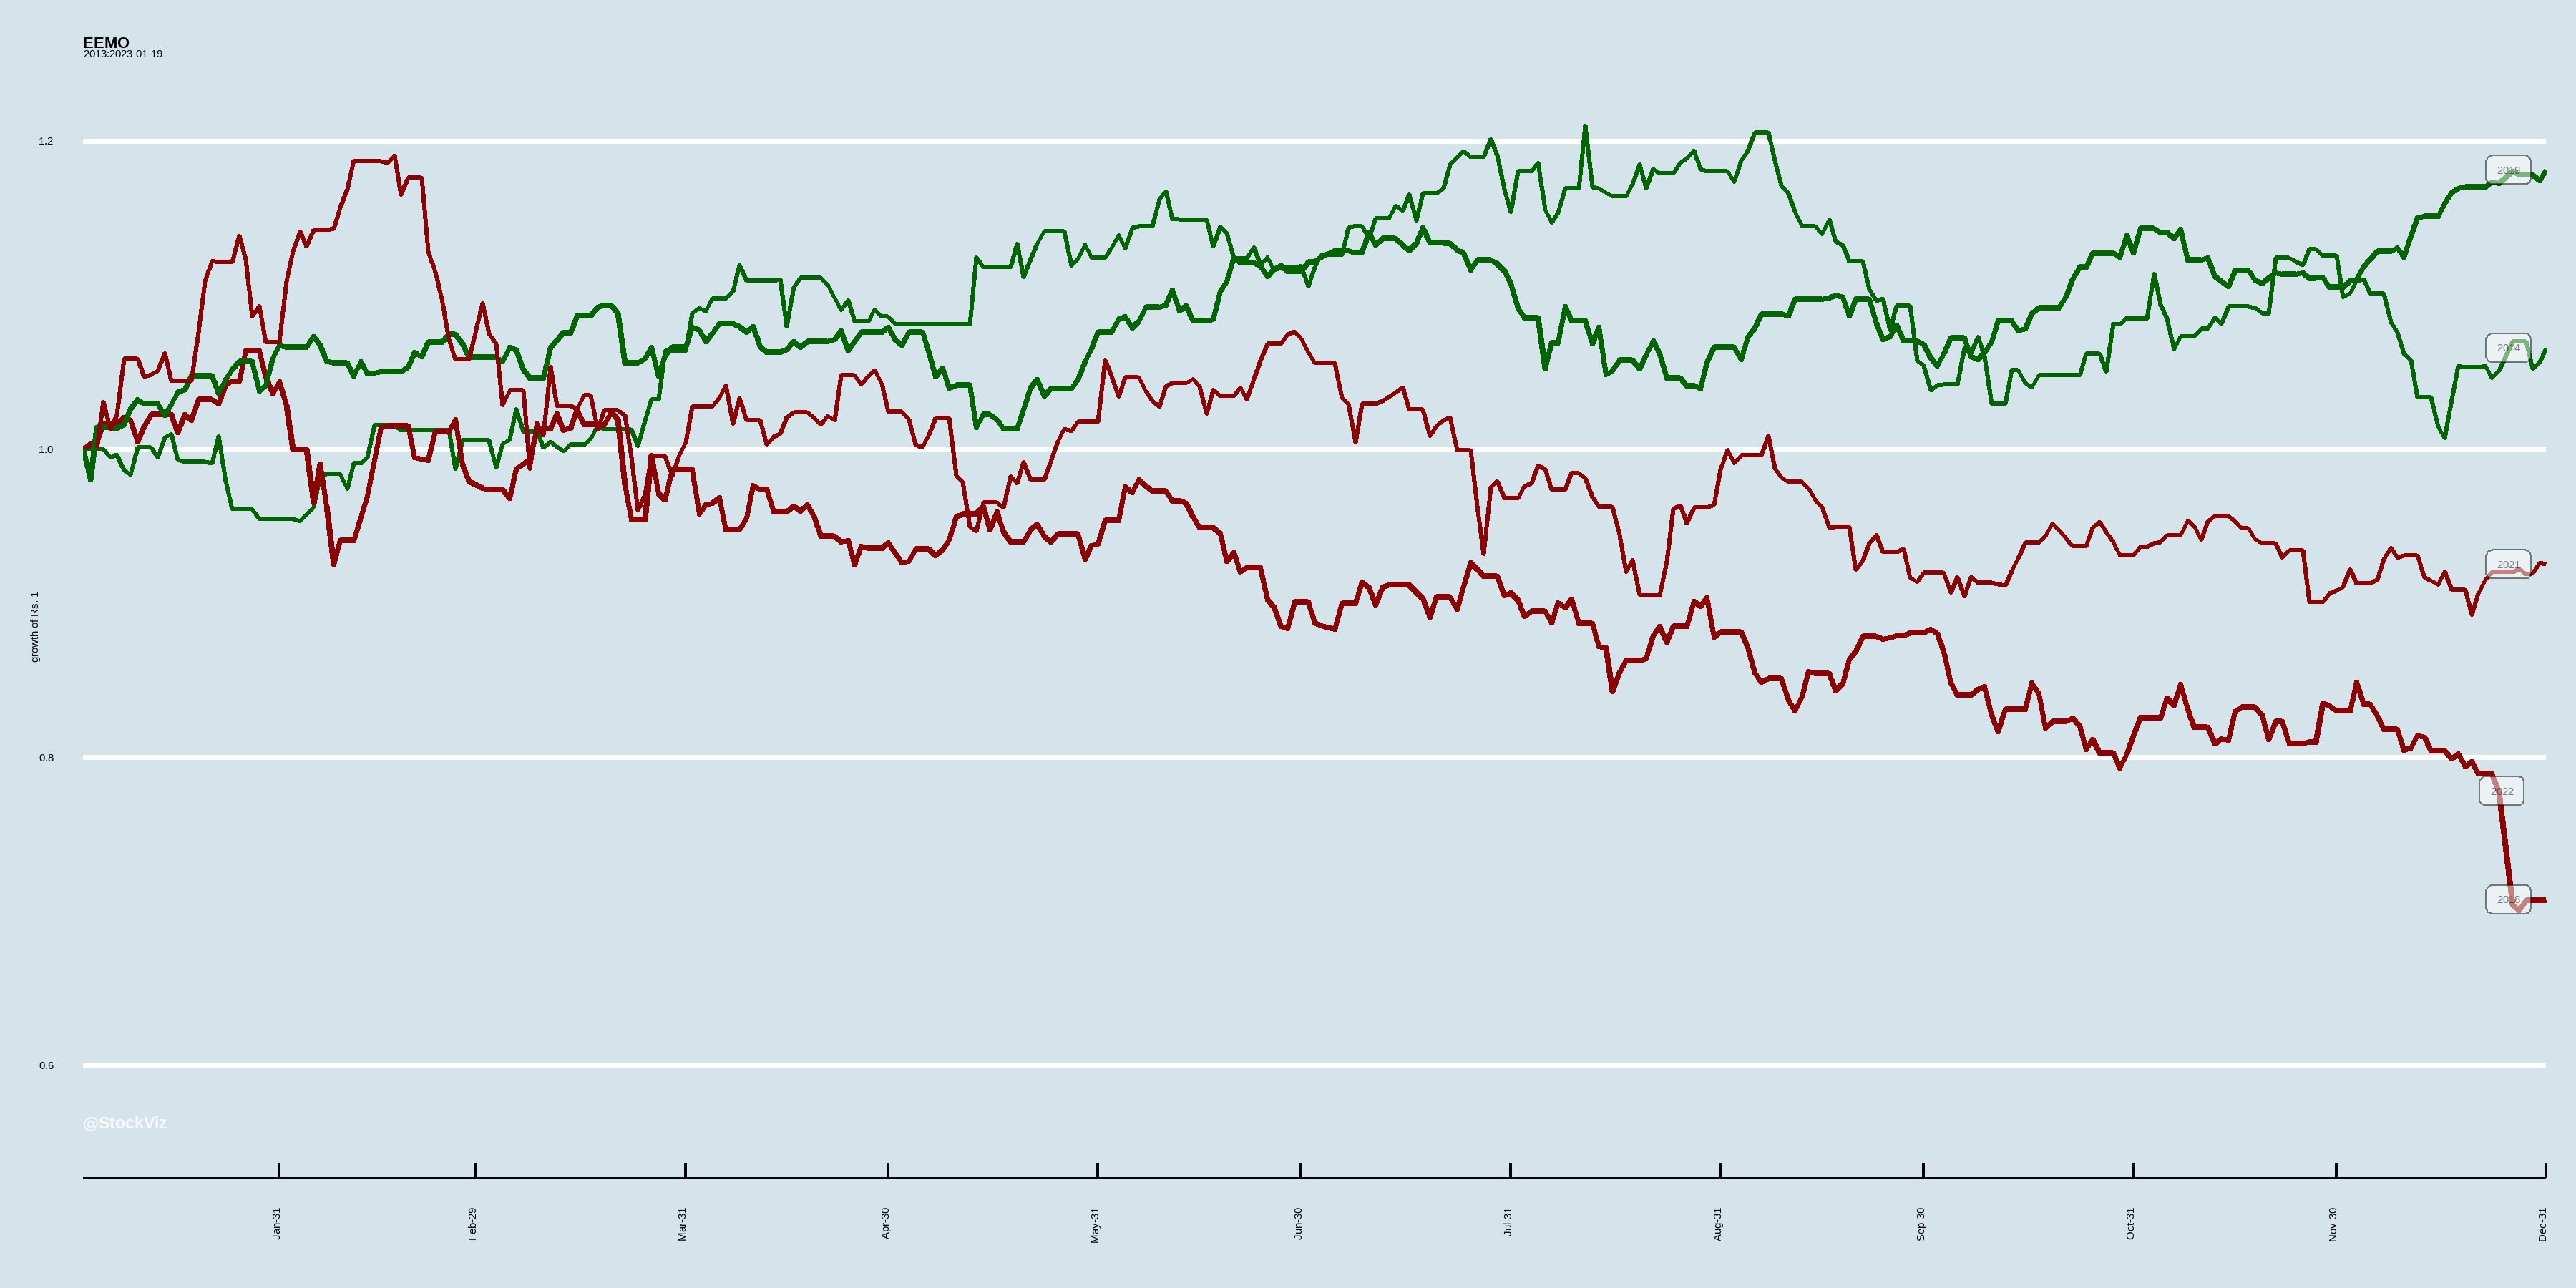 EEMO
2013:2023-01-19
1.2
1.0
0.8
0.6
growth of Rs. 1
2019
2014
2021
2022
2018
@StockViz
Jan-31
Feb-29
Mar-31
Apr-30
May-31
Jun-30
Jul-31
Aug-31
Sep-30
Oct-31
Nov-30
Dec-31